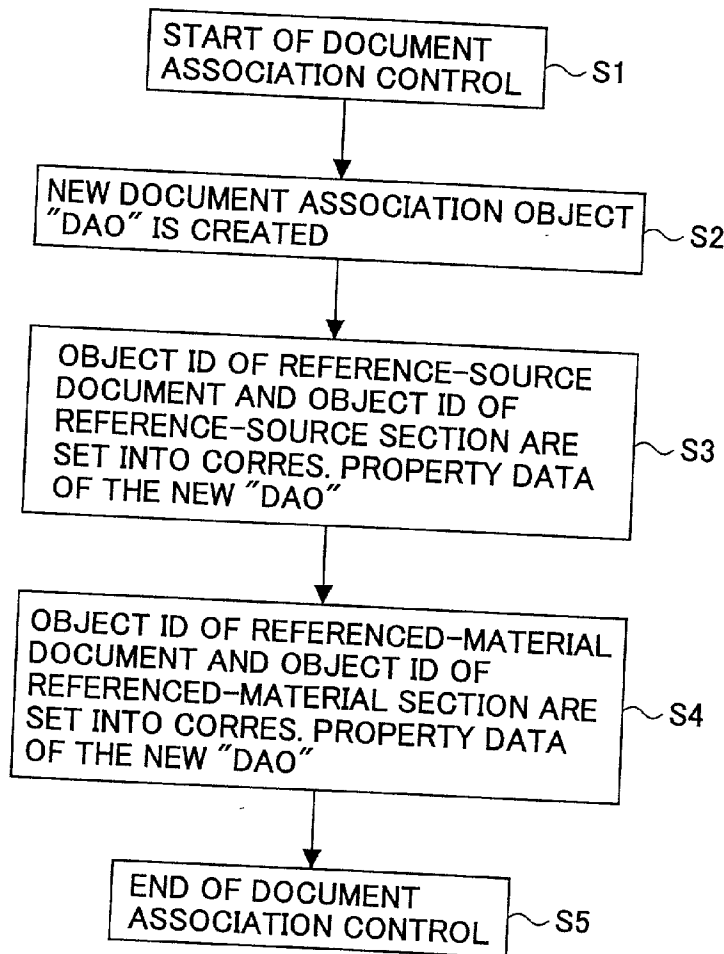 START OF DOCUMENT
ASSOCIATION CONTROL
S1
NEW DOCUMENT ASSOCIATION OBJECT
"DAO" IS CREATED
S2
OBJECT ID OF REFERENCE-SOURCE
DOCUMENT AND OBJECT ID OF
REFERENCE-SOURCE SECTION ARE
SET INTO CORRES. PROPERTY DATA
OF THE NEW "DAO"
S3
OBJECT ID OF REFERENCED-MATERIAL
DOCUMENT AND OBJECT ID OF
REFERENCED-MATERIAL SECTION ARE
SET INTO CORRES. PROPERTY DATA
OF THE NEW "DAO"
S4
END OF DOCUMENT
ASSOCIATION CONTROL
S5